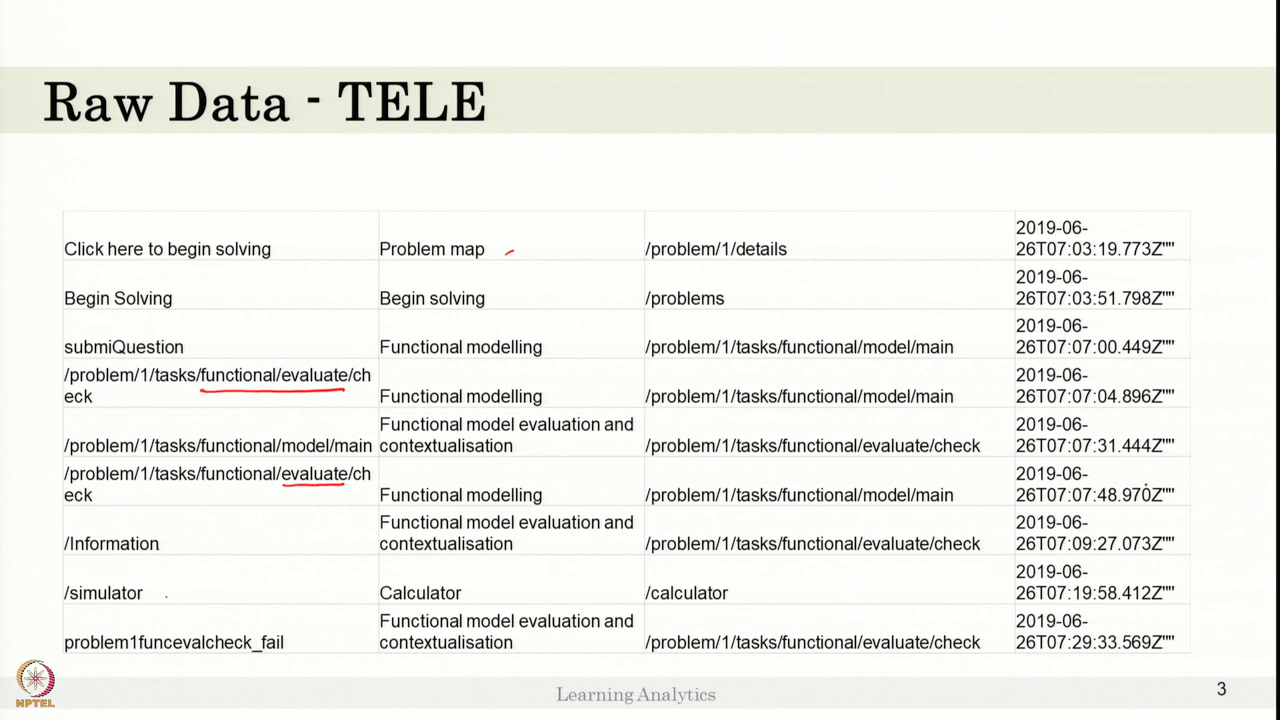 Raw Data - TELE
2019-06-
Click here to begin solving Problem map /problem/1/details 26T07:03:19.773Z""
2019-06-
Begin Solving Begin solving /problems 26T07:03:51.798Z""
2019-06-
submiQuestion Functional modelling /problem/1/tasks/functional/model/main 26T07:07:00.449Z""
/problem/1/tasks/functional/evaluate/ch 2019-06-
eck Functional modelling /problem/1/tasks/functional/model/main 26T07:07:04.896Z""
Functional model evaluation and 2019-06-
/problem/1/tasks/functional/model/main contextualisation /problem/1/tasks/functional/evaluate/check 26T07:07:31.444Z""
/problem/1/tasks/functional/evaluate/ch 2019-06-
eck Functional modelling /problem/1/tasks/functional/model/main 26T07:07:48.970Z""
Functional model evaluation and 2019-06-
/Information contextualisation /problem/1/tasks/functional/evaluate/check 26T07:09:27.073Z""
2019-06-
/simulator Calculator /calculator 26T07:19:58.412Z""
Functional model evaluation and 2019-06-
problem1funcevalcheck_fail contextualisation /problem/1/tasks/functional/evaluate/check 26T07:29:33.569Z""
NPTEL
Learning Analytics
3